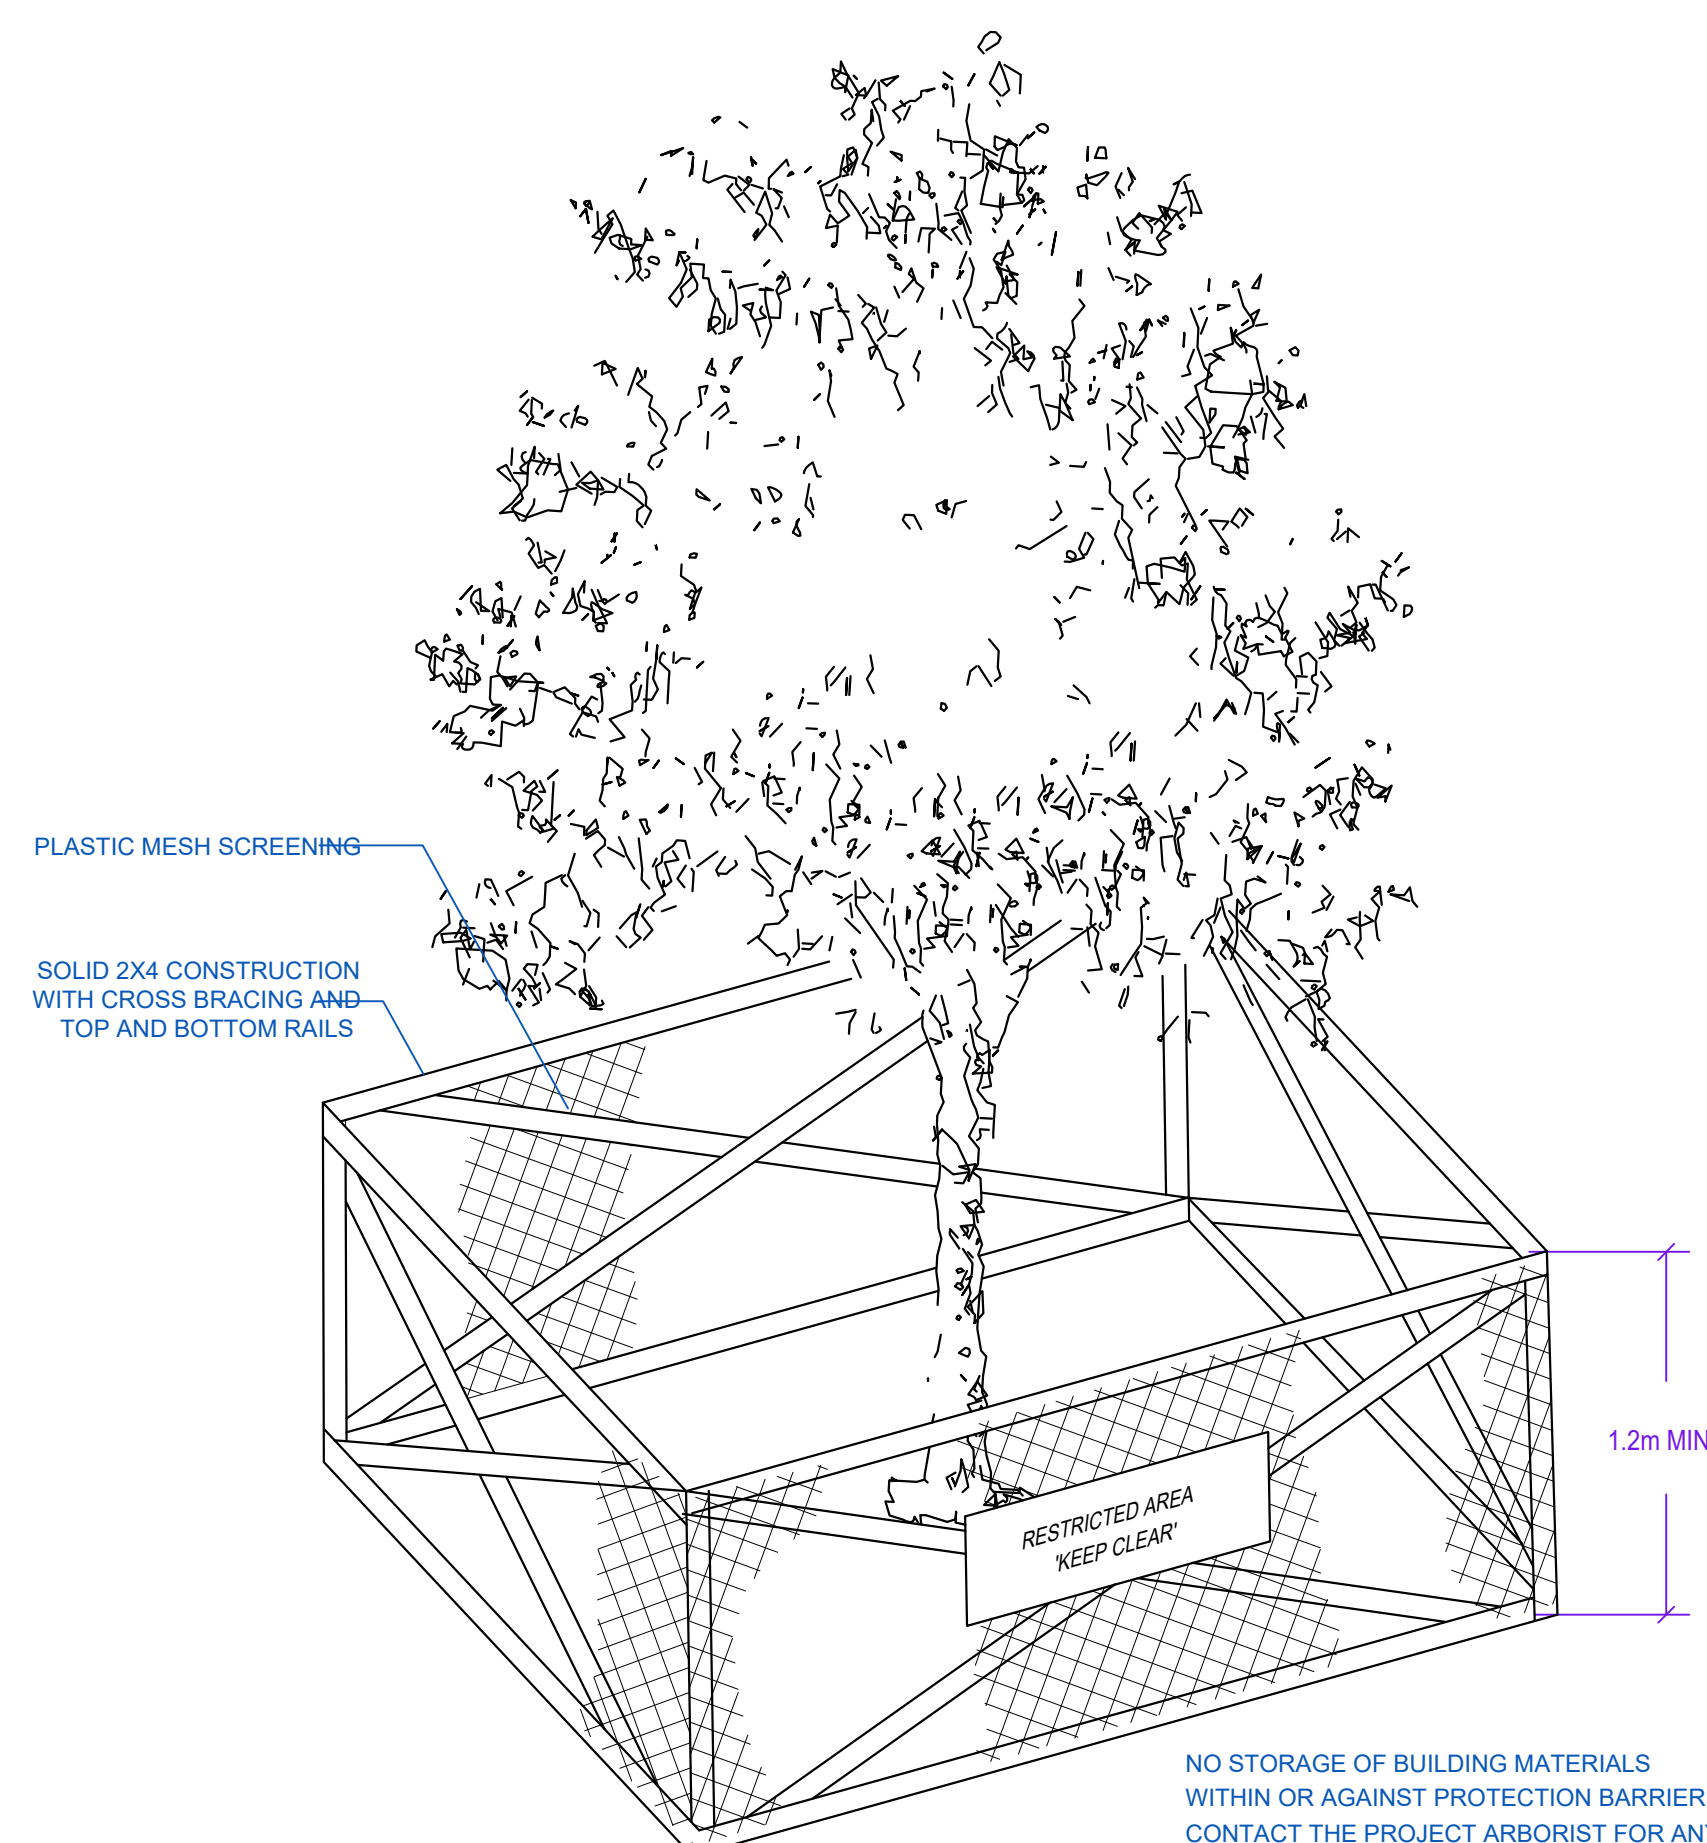 PLASTIC MESH SCREENING
SOLID 2X4 CONSTRUCTION
WITH CROSS BRACING AND
TOP AND BOTTOM RAILS
1.2m MIN
RESTRICTED AREA
'KEEP CLEAR'
NO STORAGE OF BUILDING MATERIALS
WITHIN OR AGAINST PROTECTION BARRIER
CONTACT THE PROJECT ARBORIST FOR AN